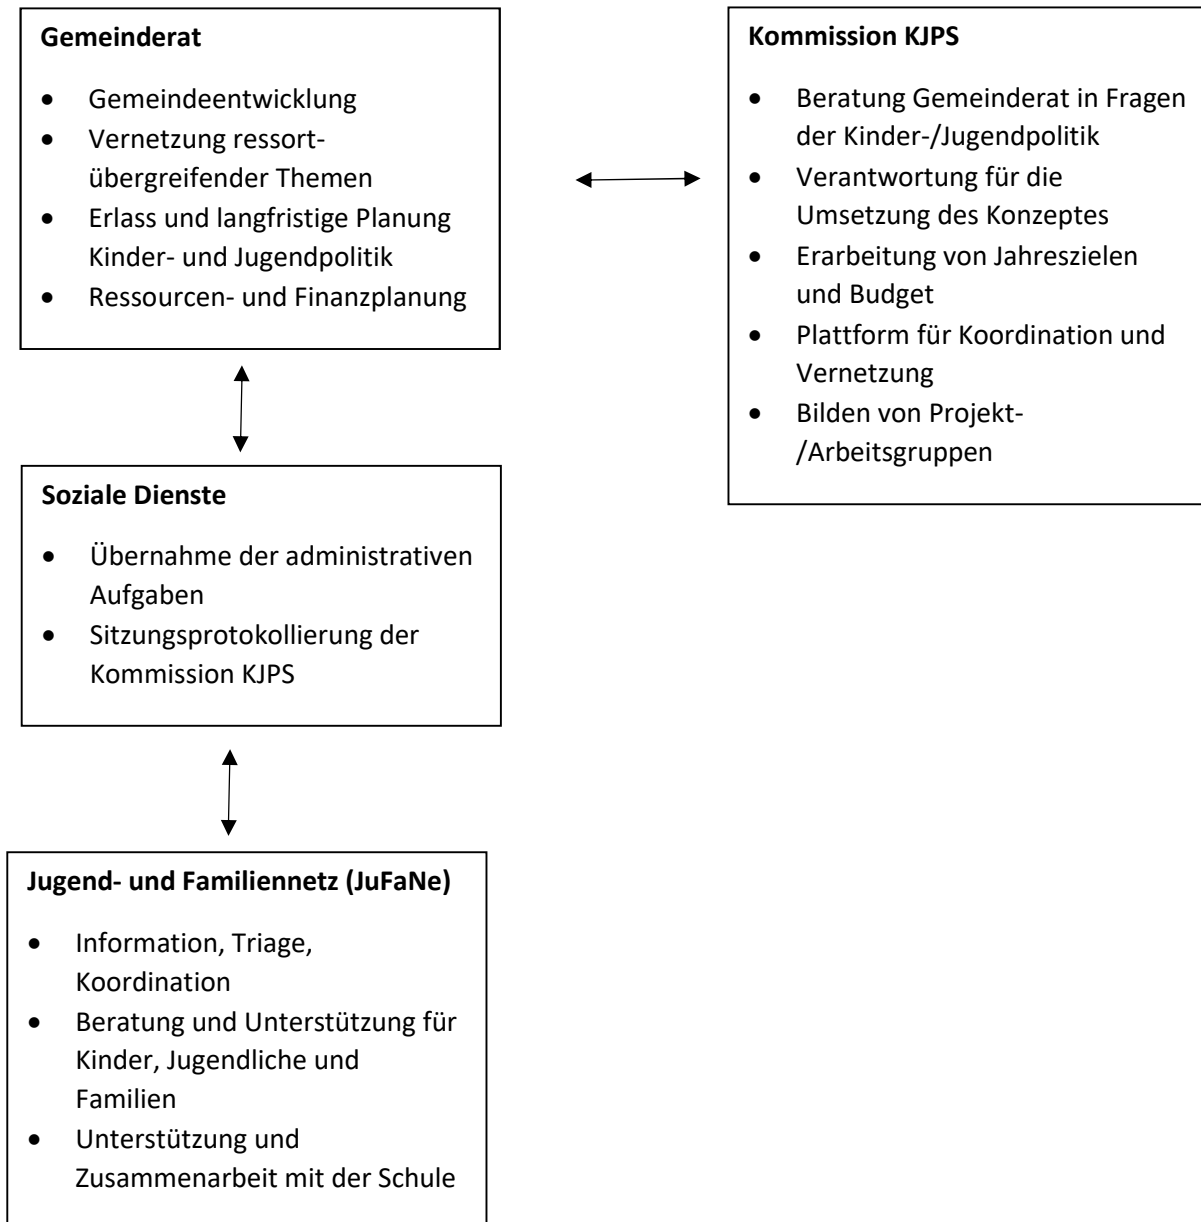 Gemeinderat
• Gemeindeentwicklung
• Vernetzung ressort-
übergreifender Themen
• Erlass und langfristige Planung
Kinder- und Jugendpolitik
• Ressourcen- und Finanzplanung
Kommission KJPS
• Beratung Gemeinderat in Fragen
der Kinder-/Jugendpolitik
• Verantwortung für die
Umsetzung des Konzeptes
• Erarbeitung von Jahreszielen
und Budget
• Plattform für Koordination und
Vernetzung
• Bilden von Projekt-
/Arbeitsgruppen
Soziale Dienste
• Übernahme der administrativen
Aufgaben
• Sitzungsprotokollierung der
Kommission KJPS
Jugend- und Familiennetz (JuFaNe)
• Information, Triage,
Koordination
• Beratung und Unterstützung für
Kinder, Jugendliche und
Familien
• Unterstützung und
Zusammenarbeit mit der Schule